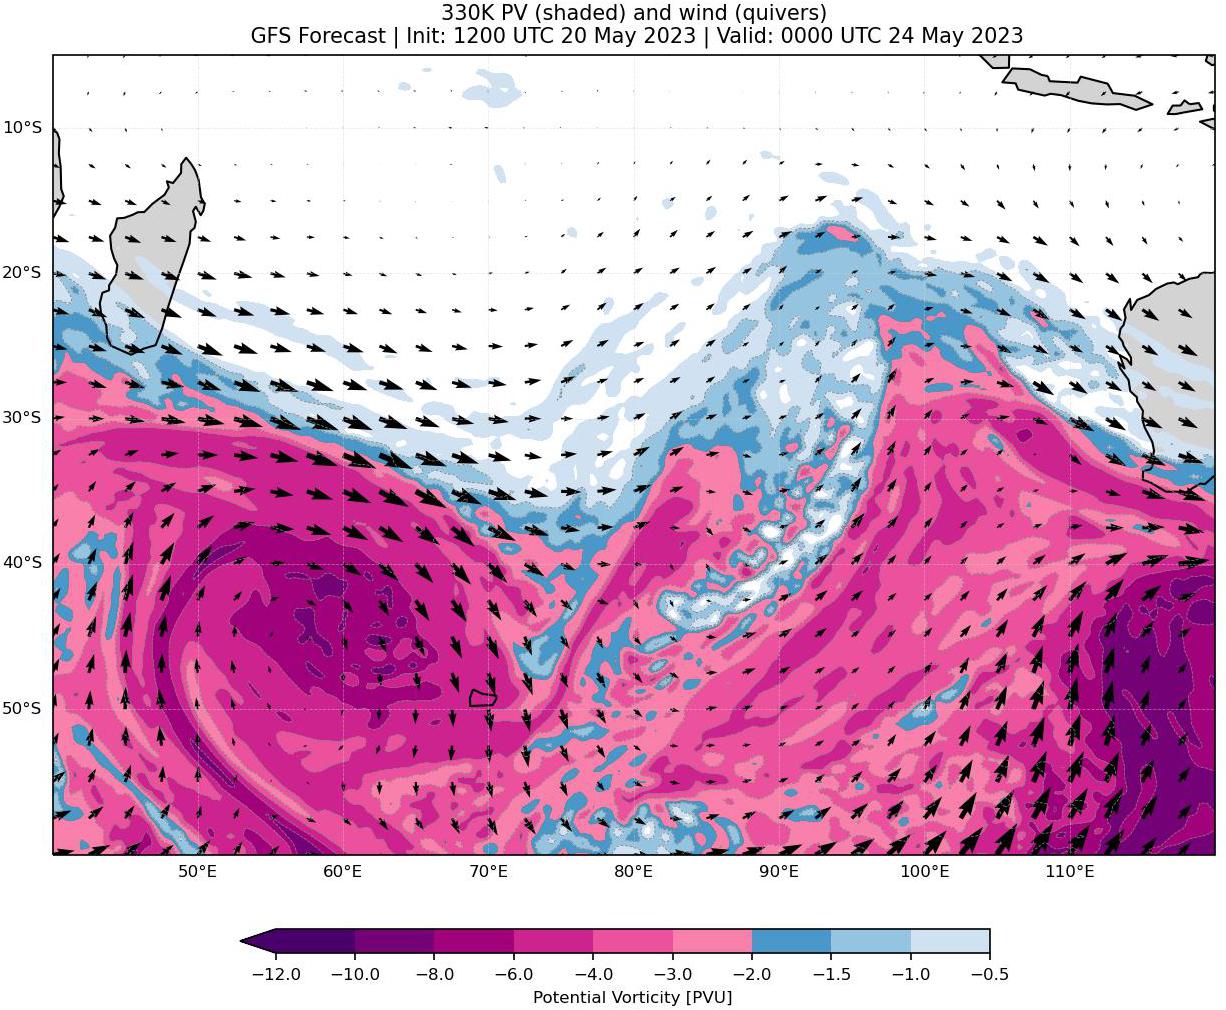 330K PV (shaded) and wind (quivers)
GFS Forecast | Init: 1200 UTC 20 May 2023 | Valid: 0000 UTC 24 May 2023
10°S
20°S
30°S
40°S
50°S
50°E 60°E 70°E 80°E 90°E 100°E 110°E
−12.0 −10.0 −8.0 −6.0 −4.0 −3.0 −2.0 −1.5 −1.0 −0.5
Potential Vorticity [PVU]